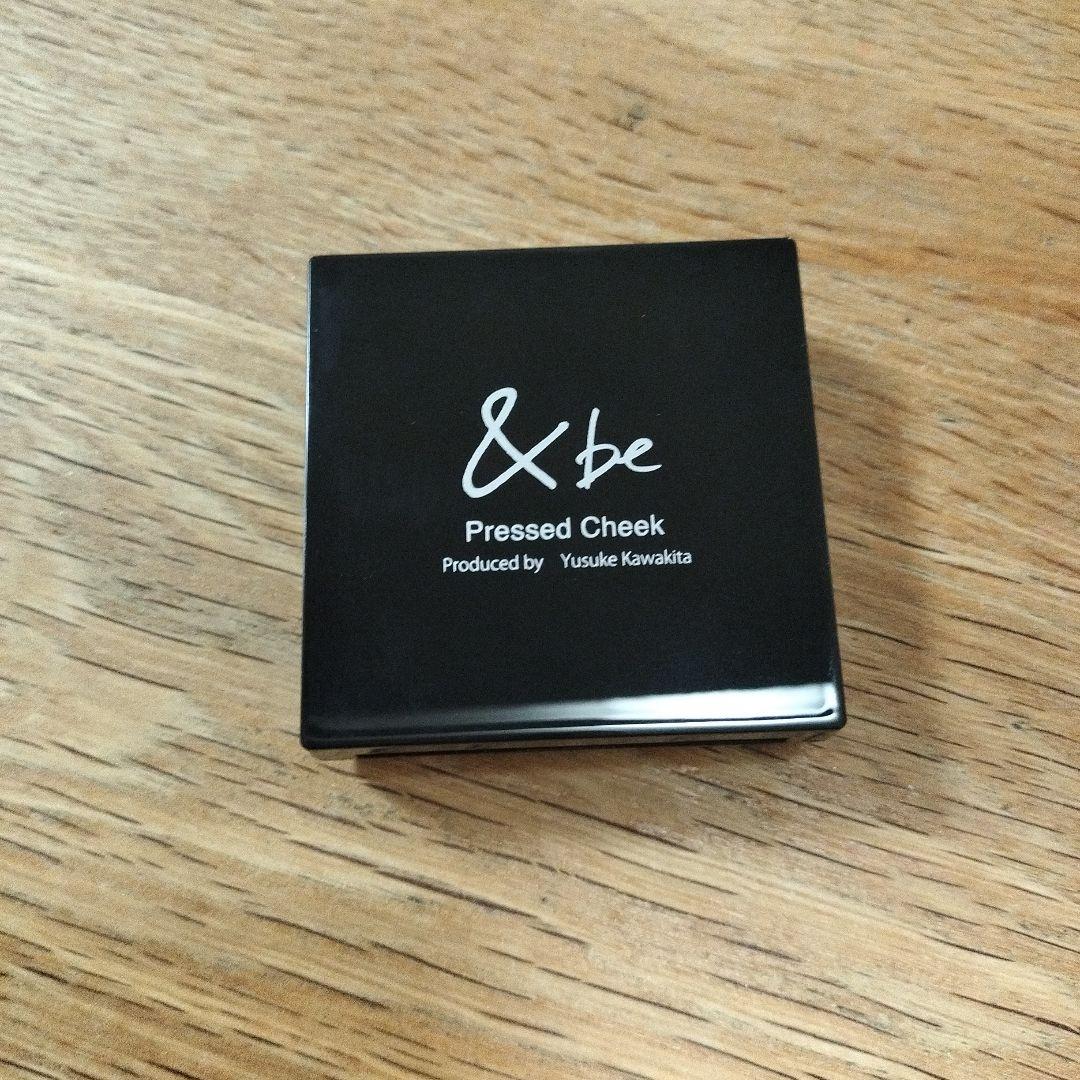 &be
Pressed Cheek
Produced by Yusuke Kawakita